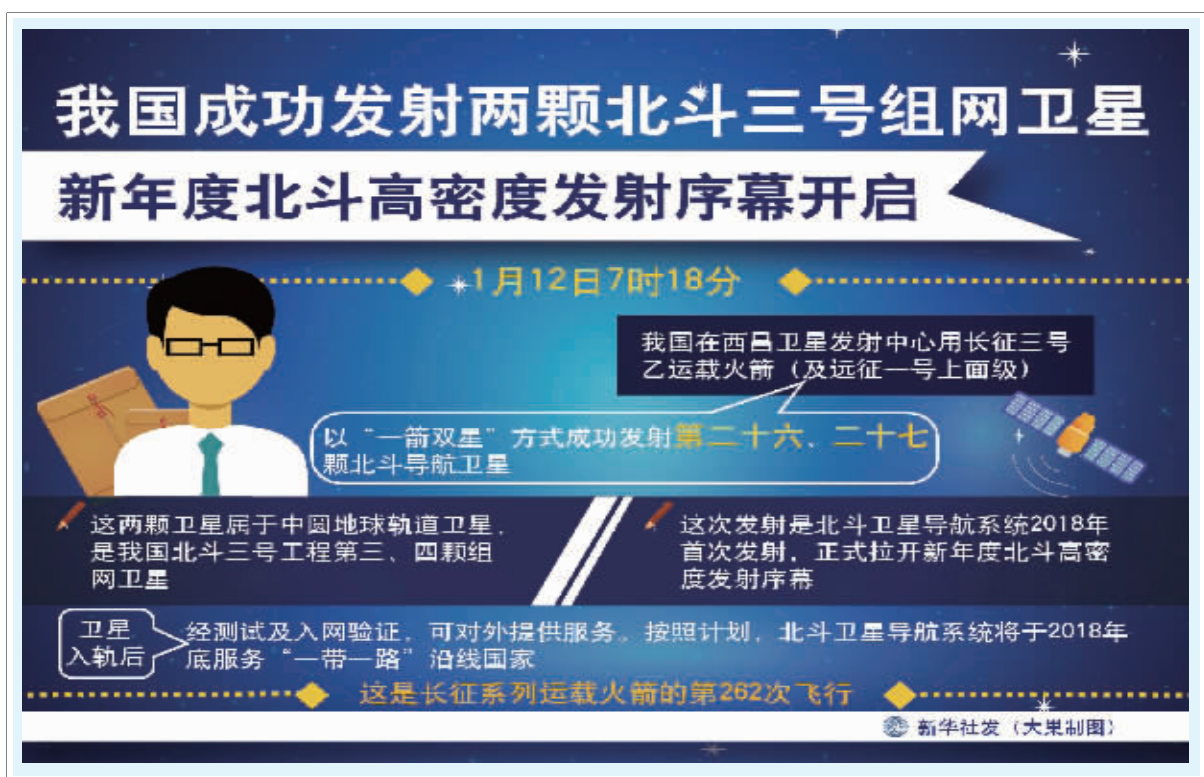 我国成功发射两颗北斗三号组网卫星
新年度北斗高密度发射序幕开启
1月12日7时18分
我国在西昌卫星发射中心用长征三号
乙运载火箭（及远征一号上面级）
以“一箭双星”方式成功发射第二十六、二十七
颗北斗导航卫星
这两颗卫星属于中圆地球轨道卫星，
是我国北斗三号工程第三、四颗组
网卫星
这次发射是北斗卫星导航系统2018年
首次发射，正式拉开新年度北斗高密
度发射序幕
卫星
入轨后
经测试及入网验证，可对外提供服务。按照计划，北斗卫星导航系统将于2018年
底服务“一带一路”沿线国家
这是长征系列运载火箭的第262次飞行
新华社发（大巢制图）